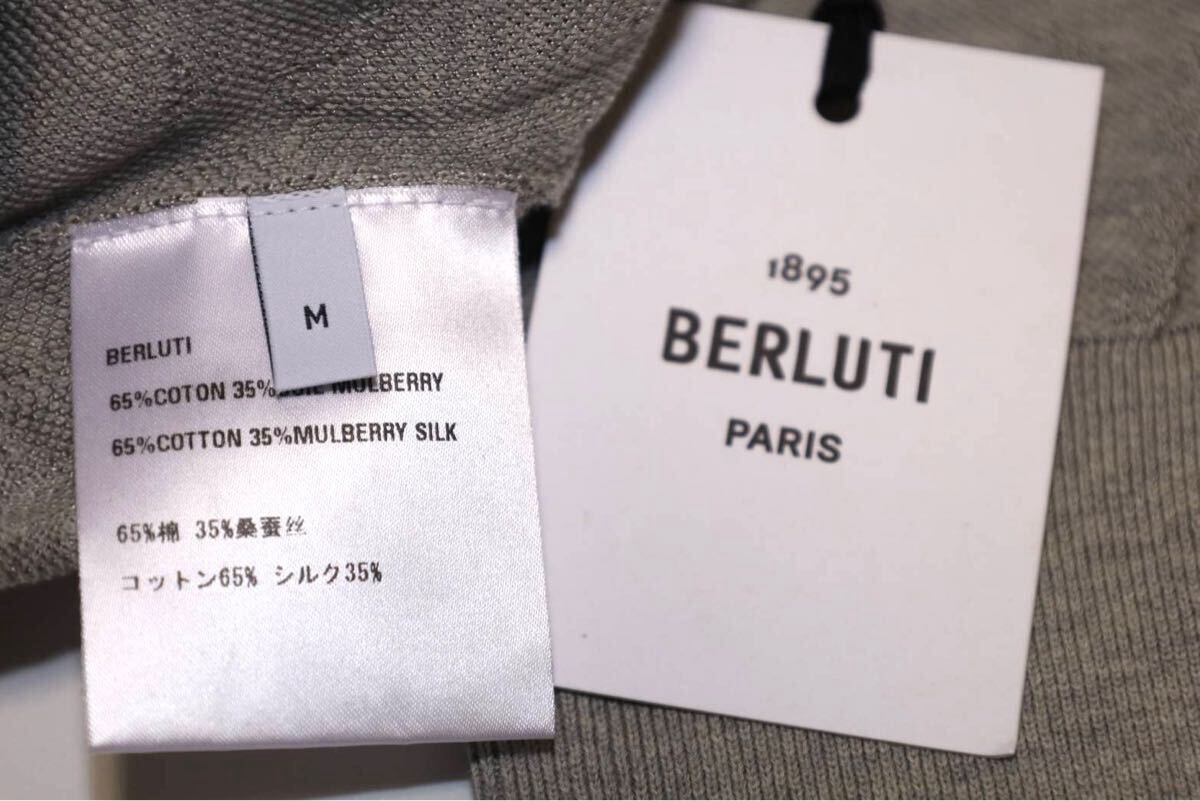 M
BERLUTI
65%COTON 35%SOIE MULBERRY
65%COTTON 35%MULBERRY SILK
65%棉 35%桑蚕丝
コットン65% シルク35%
1895
BERLUTI
PARIS